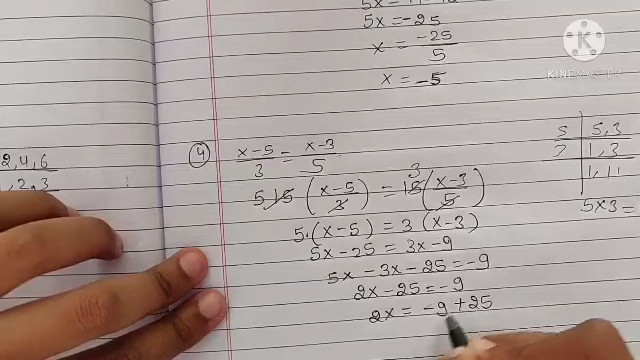 5x = -25
x = -25/5
x = -5
2,4,6
1,2,3
④ x-5/3 = x-3/5
5 15 (x-5/3) = 3 15 (x-3/5)
5.(x-5) = 3 (x-3)
5x-25 = 3x-9
5x -3x-25 = -9
2x -25 = -9
2x = -9+25
5 | 5,3
3 | 1,3
1,1
5x3=